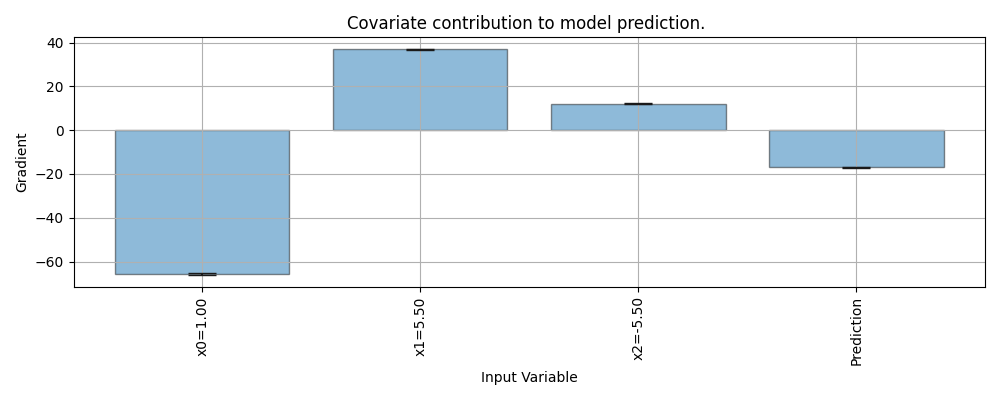 Covariate contribution to model prediction.
40
20
0
−20
−40
−60
Gradient
x0=1.00
x1=5.50
x2=-5.50
Prediction
Input Variable